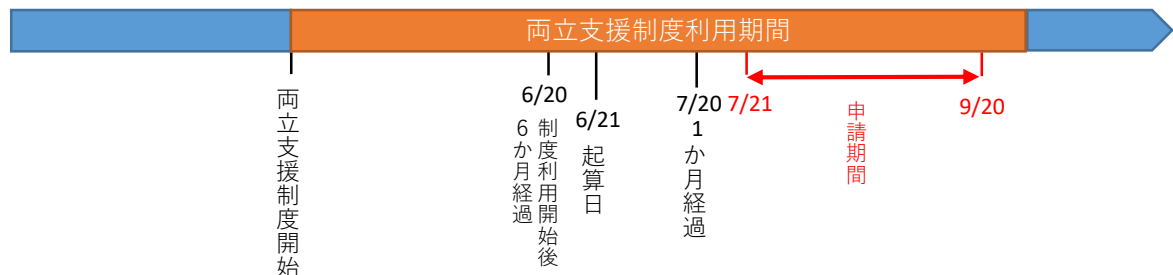 両立支援制度利用期間
両立支援制度開始
6/20
制度利用開始後
6か月経過
6/21
起算日
7/20
1か月経過
7/21
申請期間
9/20